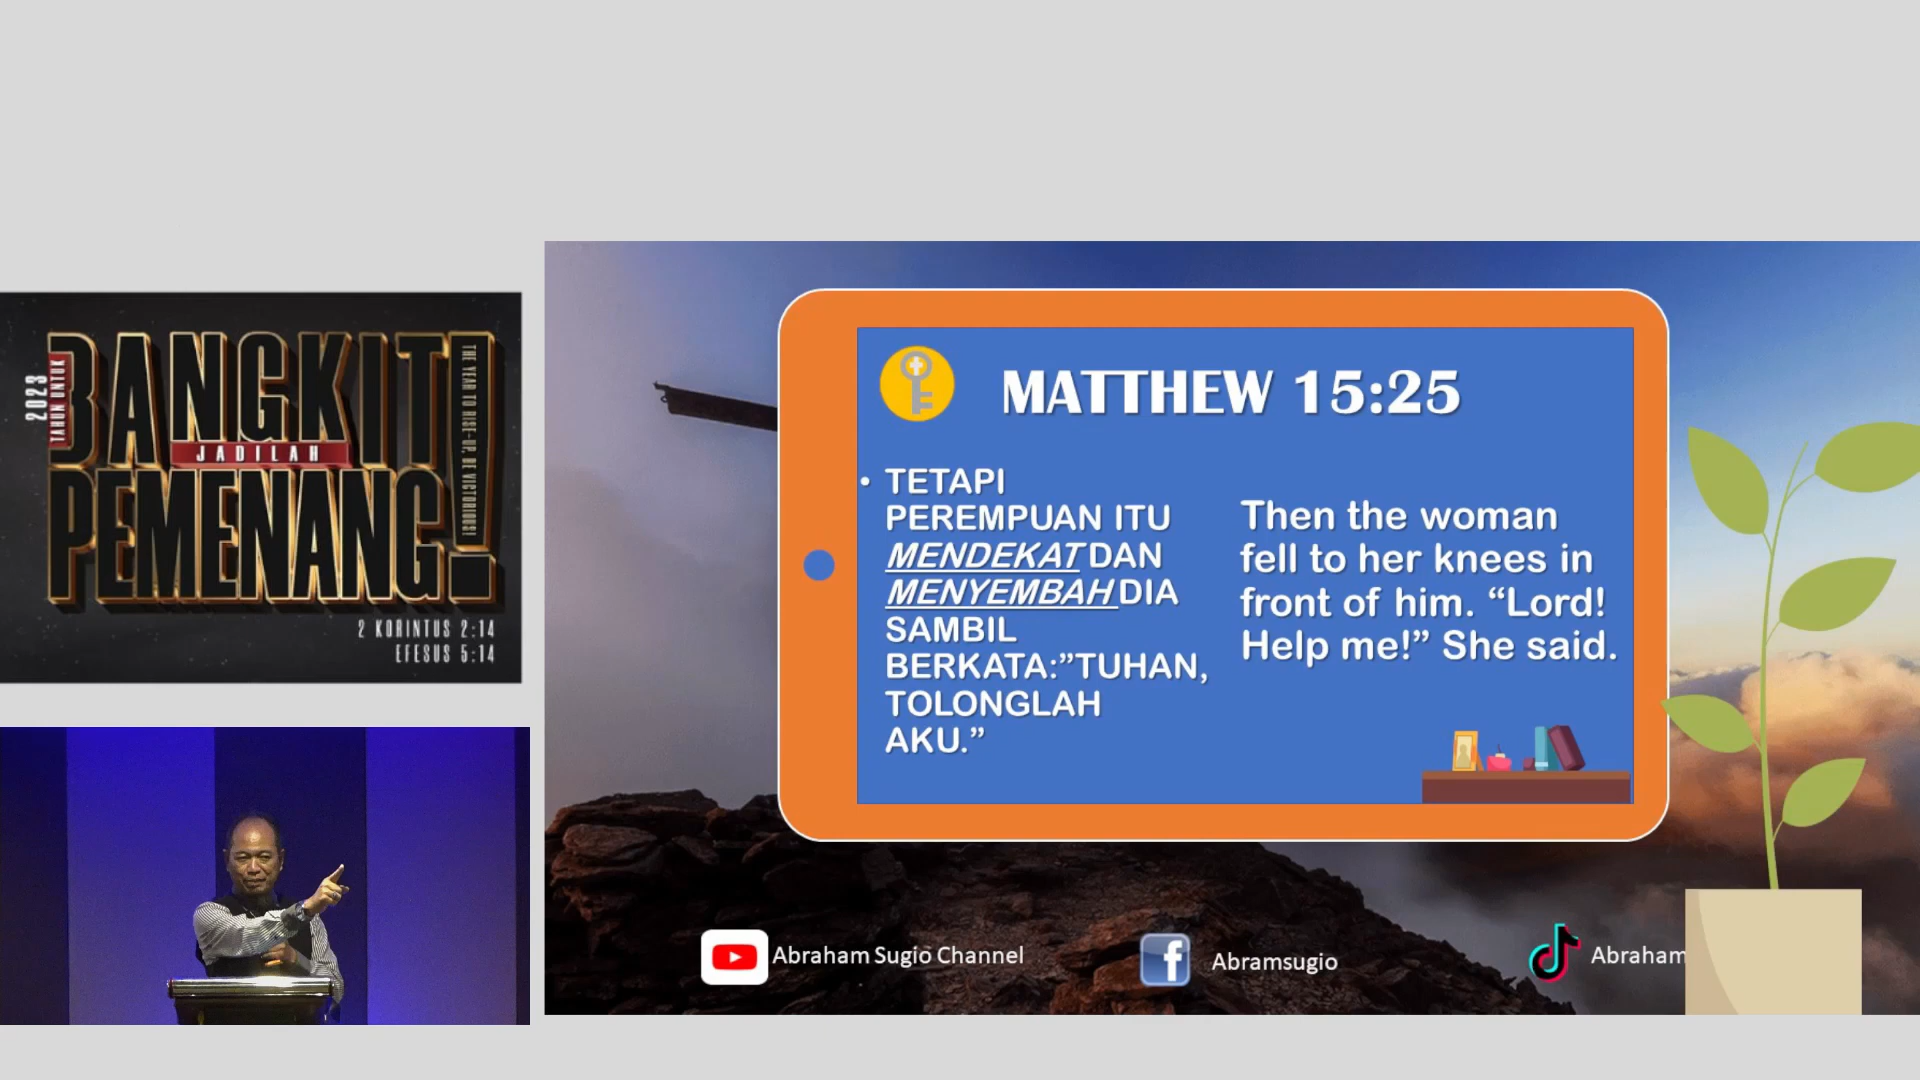 2023
TAHUN UNTUK
BANGKIT!
JADILAH
PEMENANG!
THE YEAR TO RISE-UP, BE VICTORIOUS!
2 KORINTUS 2:14
EFESUS 5:14
MATTHEW 15:25
• TETAPI
PEREMPUAN ITU
MENDEKAT DAN
MENYEMBAH DIA
SAMBIL
BERKATA:”TUHAN,
TOLONGLAH
AKU.”
Then the woman
fell to her knees in
front of him. “Lord!
Help me!” She said.
Abraham Sugio Channel
Abramsugio
Abraham